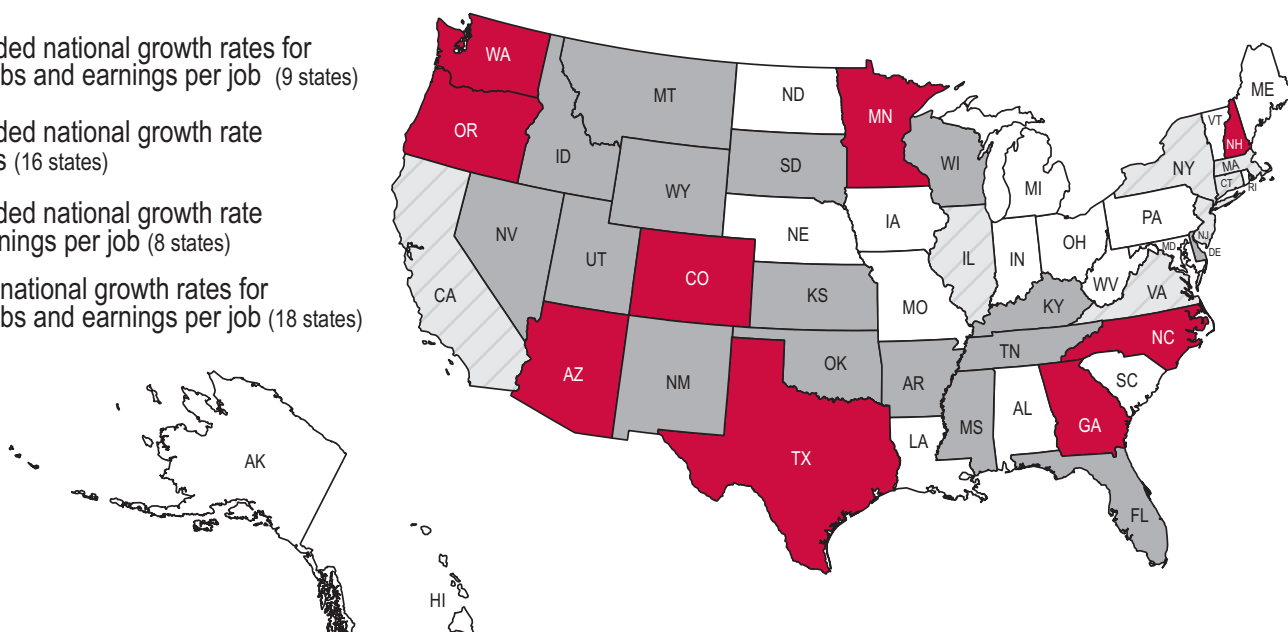 ded national growth rates for
bs and earnings per job (9 states)
ded national growth rate
s (16 states)
ded national growth rate
nings per job (8 states)
national growth rates for
bs and earnings per job (18 states)
WA
OR
CA
NV
ID
MT
WY
UT
AZ
CO
NM
ND
SD
NE
KS
OK
TX
MN
IA
MO
AR
LA
WI
IL
MI
IN
OH
KY
TN
MS
AL
GA
FL
SC
NC
VA
WV
PA
NY
VT
NH
ME
MA
CT
RI
NJ
DE
MD
AK
HI